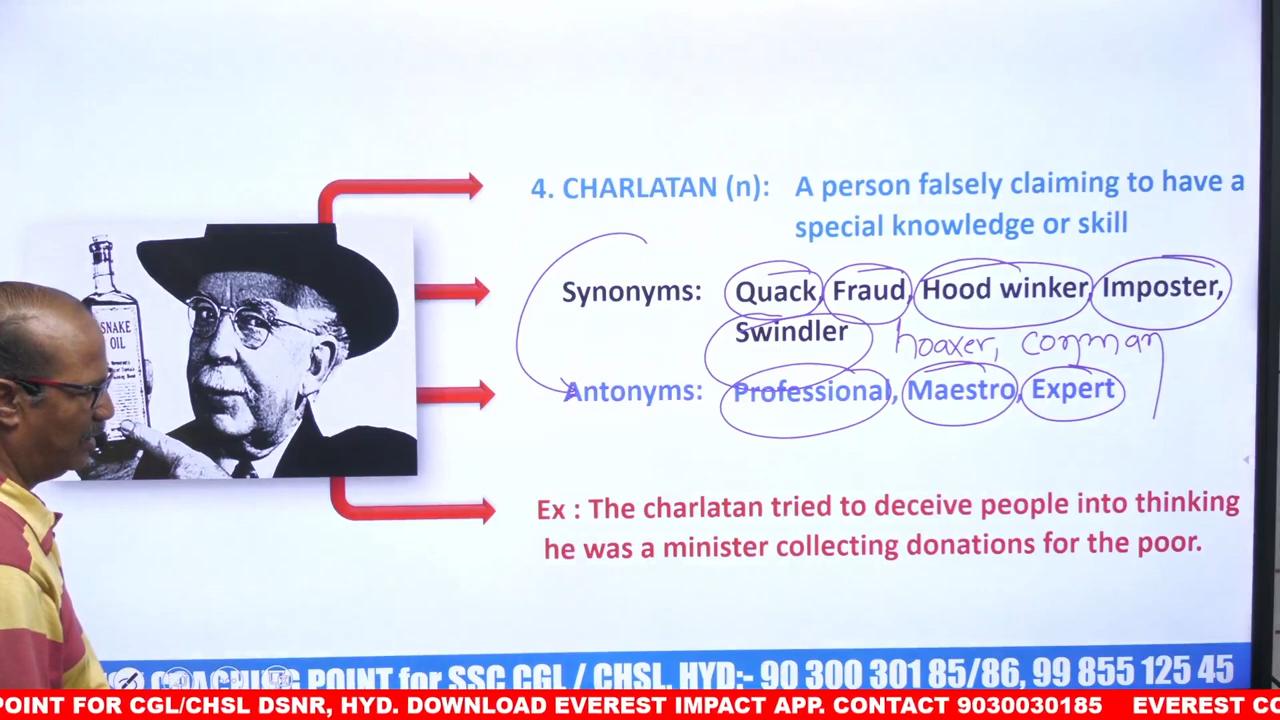 4. CHARLATAN (n): A person falsely claiming to have a
special knowledge or skill
Synonyms: Quack, Fraud, Hood winker, Imposter,
Swindler hoaxer, conman
Antonyms: Professional, Maestro, Expert
SNAKE
OIL
Ex : The charlatan tried to deceive people into thinking
he was a minister collecting donations for the poor.
COACHING POINT for SSC CGL / CHSL, HYD:- 90 300 301 85/86, 99 855 125 45
POINT FOR CGL/CHSL DSNR, HYD. DOWNLOAD EVEREST IMPACT APP. CONTACT 9030030185 EVEREST CO